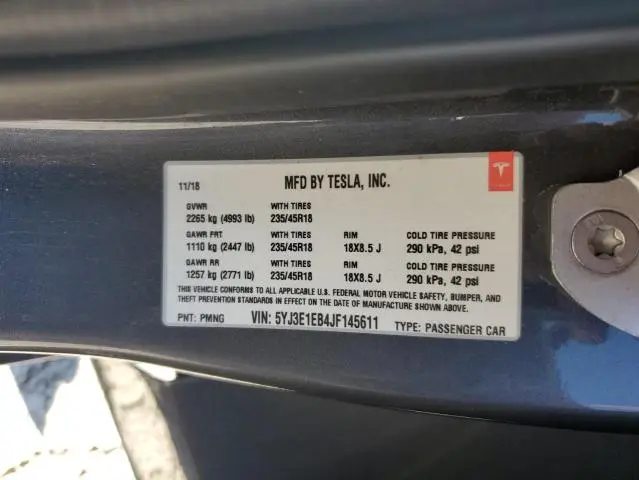 11/18 MFD BY TESLA, INC.
GVWR WITH TIRES
2265 kg (4993 lb) 235/45R18
GAWR FRT WITH TIRES RIM COLD TIRE PRESSURE
1110 kg (2447 lb) 235/45R18 18X8.5 J 290 kPa, 42 psi
GAWR RR WITH TIRES RIM COLD TIRE PRESSURE
1257 kg (2771 lb) 235/45R18 18X8.5 J 290 kPa, 42 psi
THIS VEHICLE CONFORMS TO ALL APPLICABLE U.S. FEDERAL MOTOR VEHICLE SAFETY, BUMPER, AND
THEFT PREVENTION STANDARDS IN EFFECT ON THE DATE OF MANUFACTURE SHOWN ABOVE.
PNT: PMNG VIN: 5YJ3E1EB4JF145611 TYPE: PASSENGER CAR